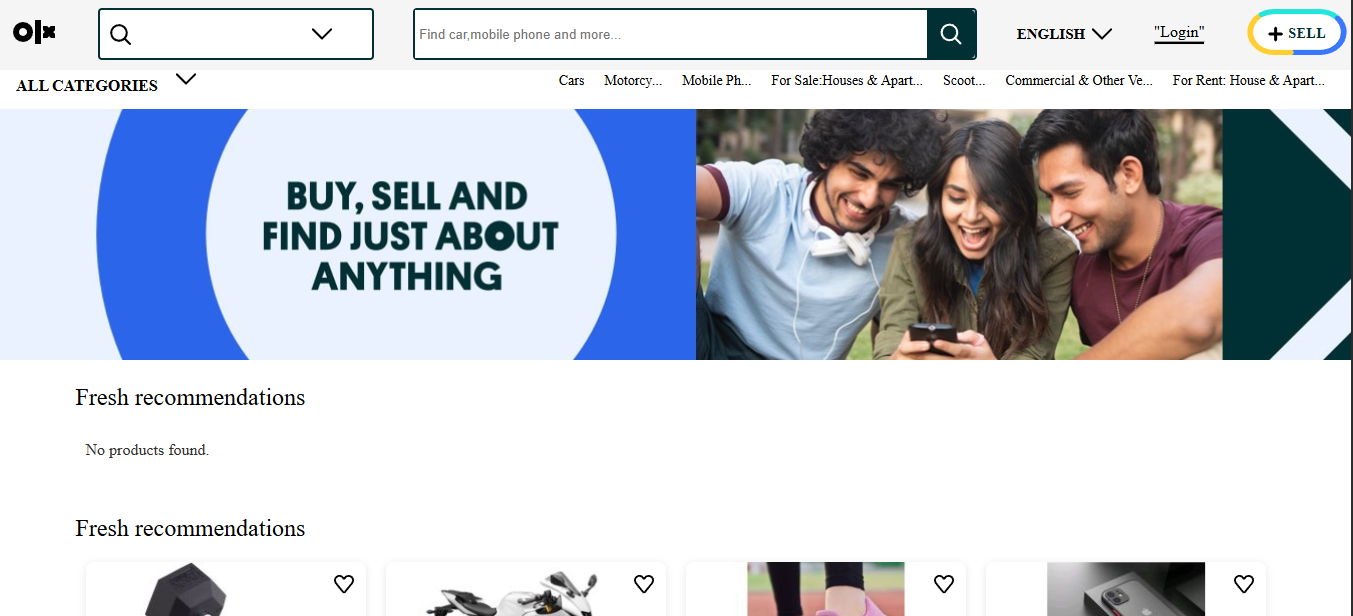 olx
Find car,mobile phone and more...
ENGLISH
"Login"
+ SELL
ALL CATEGORIES
Cars
Motorcy...
Mobile Ph...
For Sale:Houses & Apart...
Scoot...
Commercial & Other Ve...
For Rent: House & Apart...
BUY, SELL AND
FIND JUST ABOUT
ANYTHING
Fresh recommendations
No products found.
Fresh recommendations